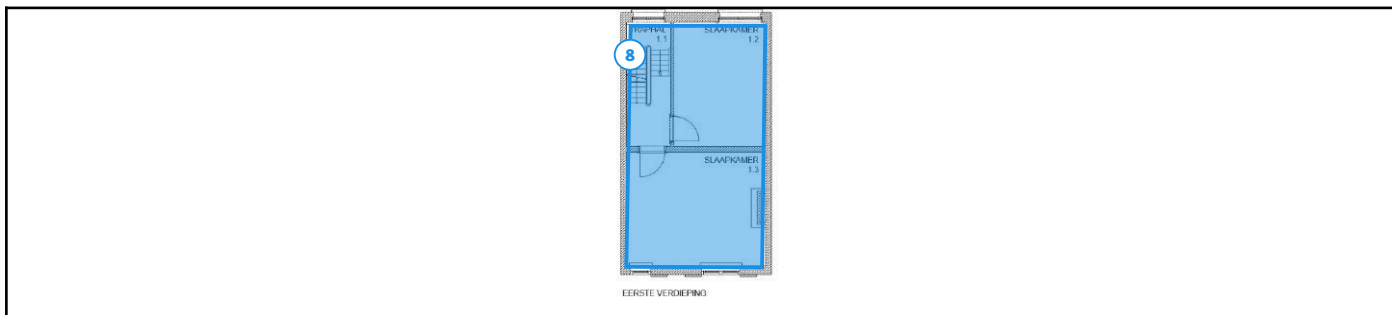 TRAPHAL
1.1
SLAAPKAMER
1.2
8
SLAAPKAMER
1.3
EERSTE VERDIEPING